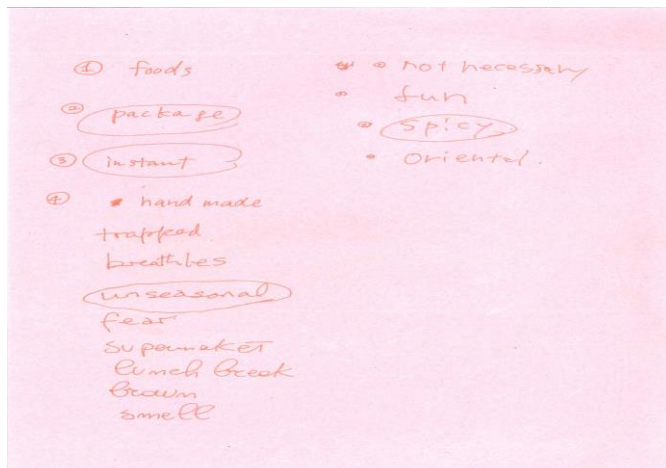 ① foods
② package
③ instant
④ • hand made
trapped
breathles
unseasonal
fear
supermaket
lunch break
brown
smell
• not necessary
• fun
• spicy
• Oriental.